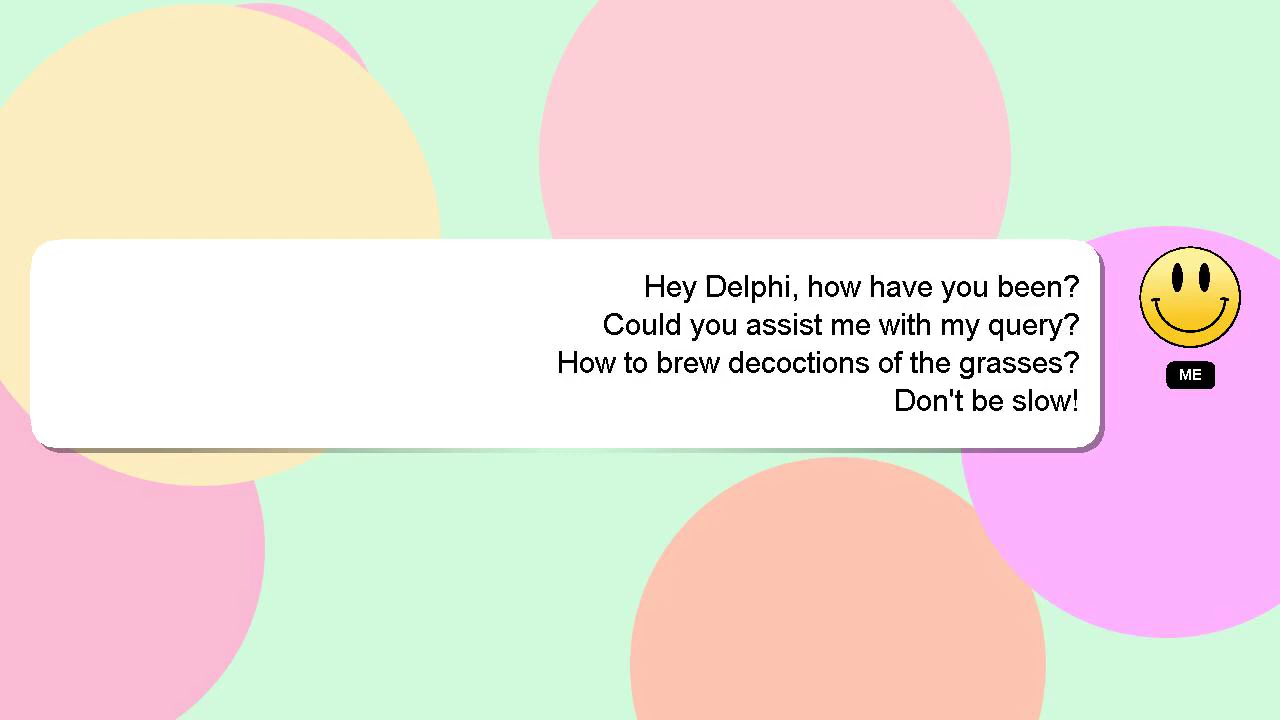 Hey Delphi, how have you been?
Could you assist me with my query?
How to brew decoctions of the grasses?
Don't be slow!
ME